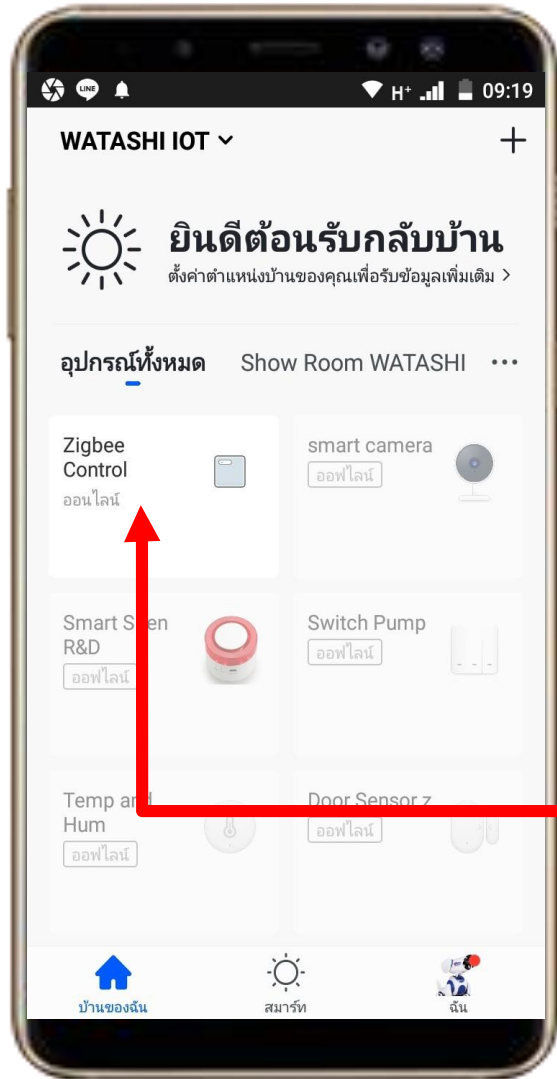 LINE
H+ 09:19
WATASHI IOT
ยินดีต้อนรับกลับบ้าน
ตั้งค่าตำแหน่งบ้านของคุณเพื่อรับข้อมูลเพิ่มเติม >
อุปกรณ์ทั้งหมด Show Room WATASHI
Zigbee
Control
ออนไลน์
smart camera
ออฟไลน์
Smart S en
R&D
ออฟไลน์
Switch Pump
ออฟไลน์
Temp and
Hum
ออฟไลน์
Door Sensor z
ออฟไลน์
บ้านของฉัน
สมาร์ท
ฉัน